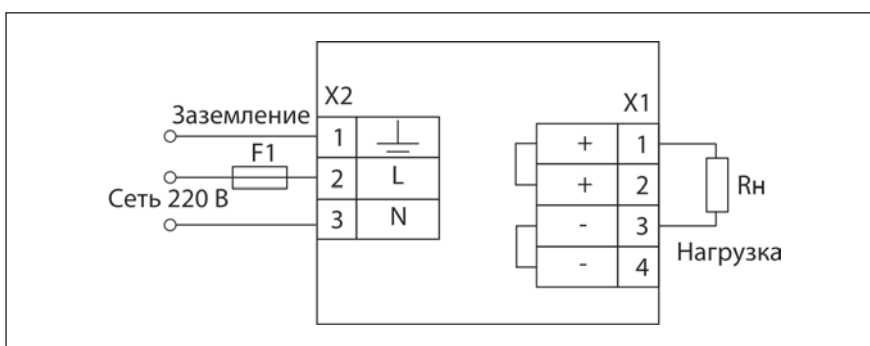 X2
X1
Заземление
1
F1
2
L
Сеть 220 В
3
N
+
1
+
2
Rн
-
3
-
4
Нагрузка